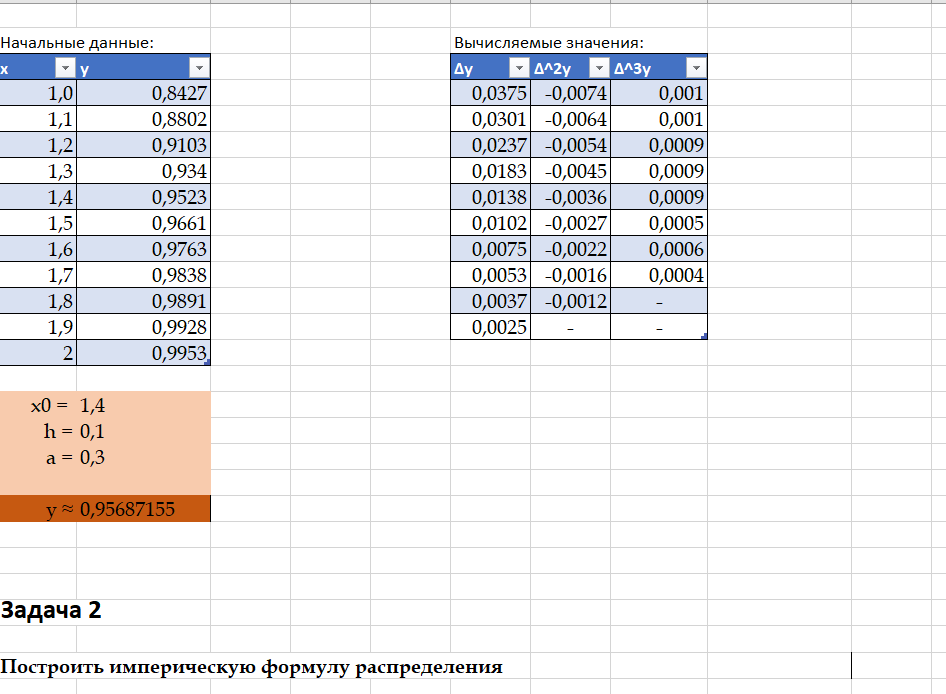 Начальные данные: Вычисляемые значения:
x y Δy Δ^2y Δ^3y
1,0 0,8427 0,0375 -0,0074 0,001
1,1 0,8802 0,0301 -0,0064 0,001
1,2 0,9103 0,0237 -0,0054 0,0009
1,3 0,934 0,0183 -0,0045 0,0009
1,4 0,9523 0,0138 -0,0036 0,0009
1,5 0,9661 0,0102 -0,0027 0,0005
1,6 0,9763 0,0075 -0,0022 0,0006
1,7 0,9838 0,0053 -0,0016 0,0004
1,8 0,9891 0,0037 -0,0012 -
1,9 0,9928 0,0025 - -
2 0,9953
x0 = 1,4
h = 0,1
a = 0,3
y ≈ 0,95687155
Задача 2
Построить империческую формулу распределения